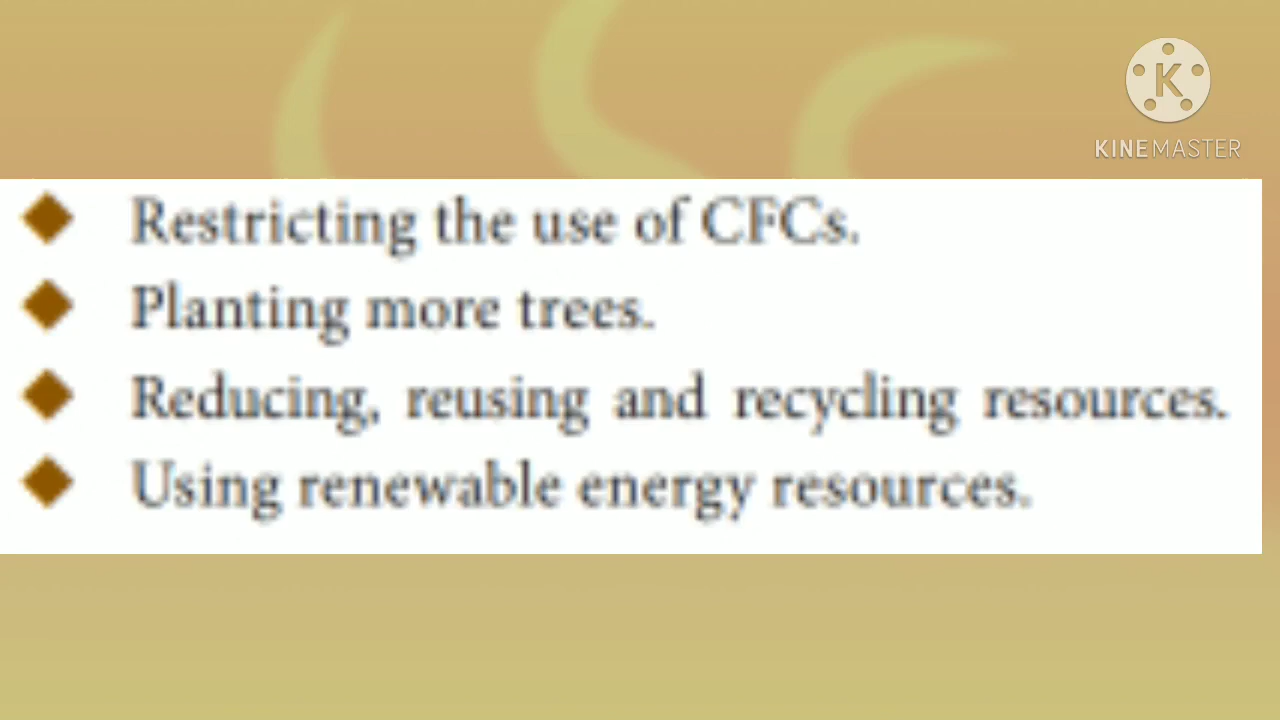 K
KINEMASTER
Restricting the use of CFCs.
Planting more trees.
Reducing, reusing and recycling resources.
Using renewable energy resources.